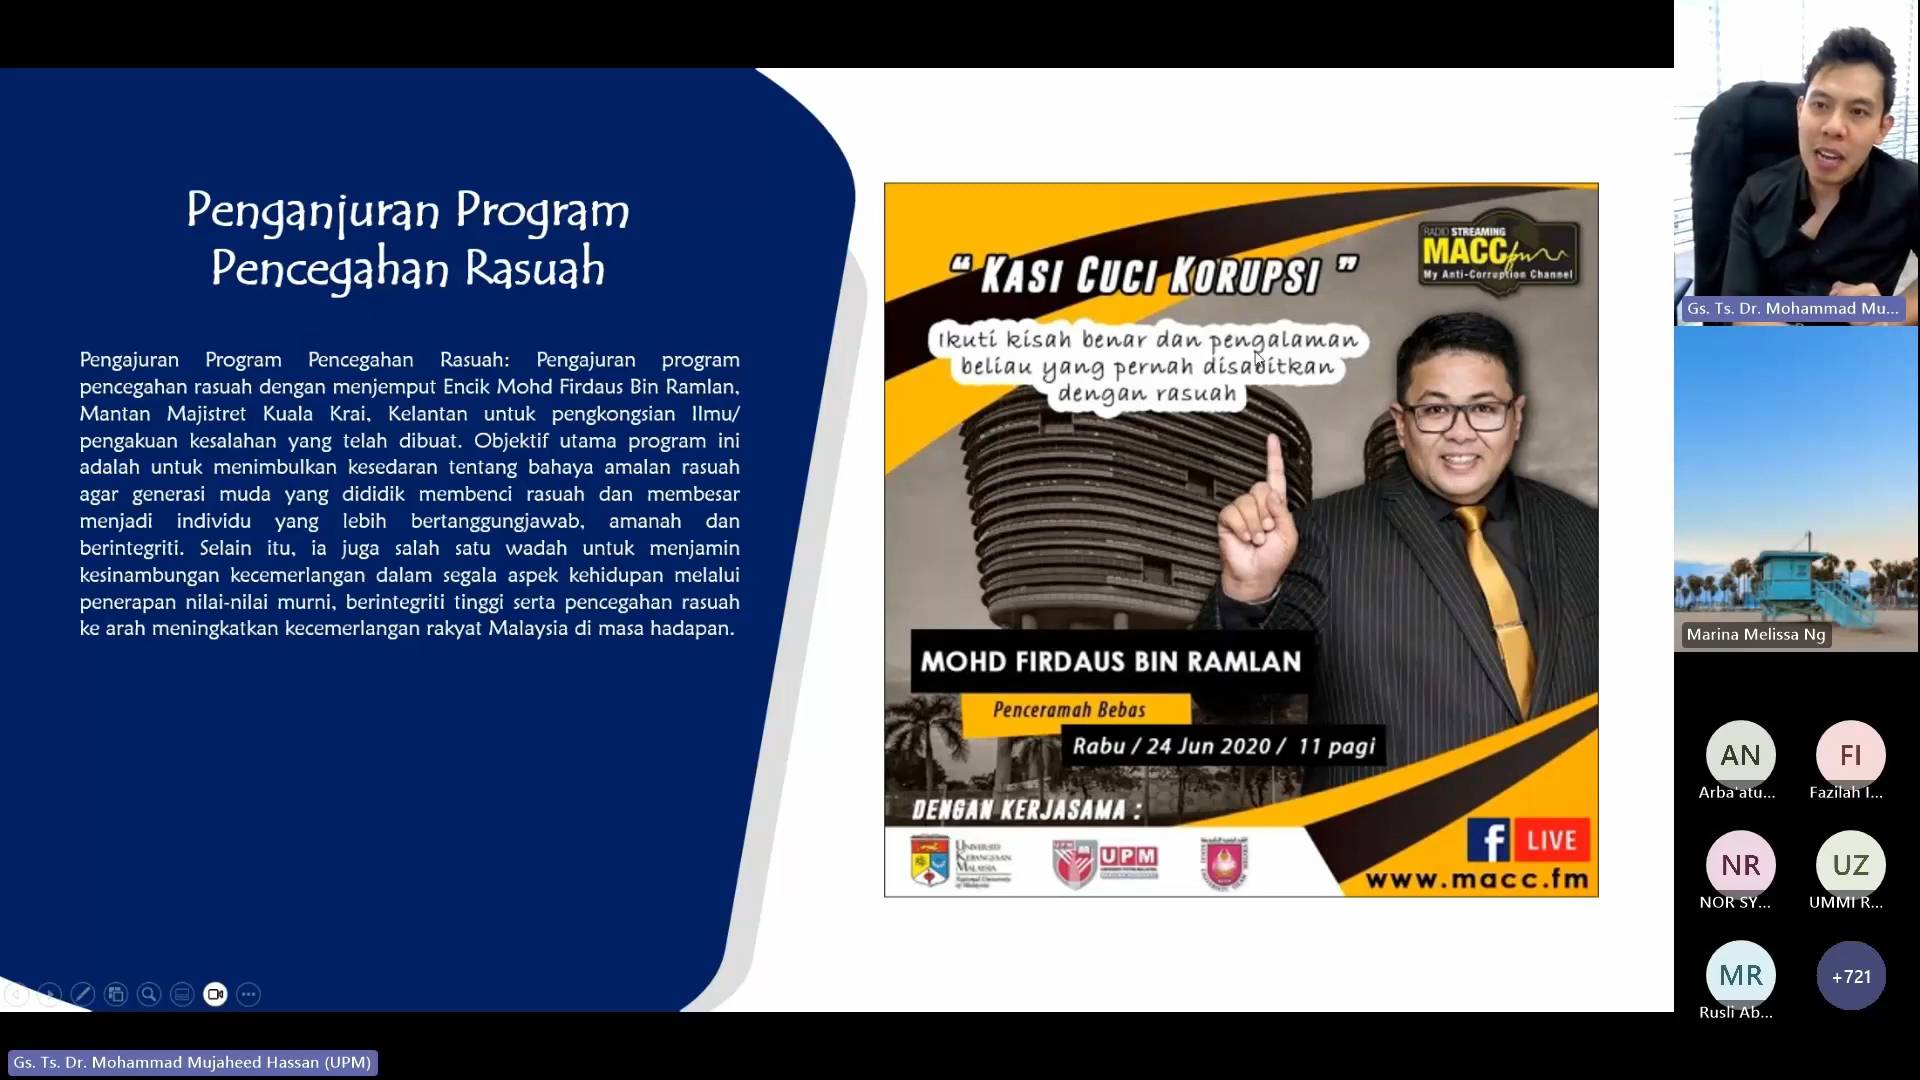 Penganjuran Program
Pencegahan Rasuah
Pengajuran Program Pencegahan Rasuah: Pengajuran program
pencegahan rasuah dengan menjemput Encik Mohd Firdaus Bin Ramlan,
Mantan Majistret Kuala Krai, Kelantan untuk pengkongsian Ilmu/
pengakuan kesalahan yang telah dibuat. Objektif utama program ini
adalah untuk menimbulkan kesedaran tentang bahaya amalan rasuah
agar generasi muda yang dididik membenci rasuah dan membesar
menjadi individu yang lebih bertanggungjawab, amanah dan
berintegriti. Selain itu, ia juga salah satu wadah untuk menjamin
kesinambungan kecemerlangan dalam segala aspek kehidupan melalui
penerapan nilai-nilai murni, berintegriti tinggi serta pencegahan rasuah
ke arah meningkatkan kecemerlangan rakyat Malaysia di masa hadapan.
RADIO STREAMING
MACC fm
My Anti-Corruption Channel
" KASI CUCI KORUPSI "
Ikuti kisah benar dan pengalaman
beliau yang pernah disabitkan
dengan rasuah
MOHD FIRDAUS BIN RAMLAN
Penceramah Bebas
Rabu / 24 Jun 2020 / 11 pagi
DENGAN KERJASAMA :
UNIVERSITI
KEBANGSAAN
MALAYSIA
National University
of Malaysia
UPM
UPM
f LIVE
www.macc.fm
Gs. Ts. Dr. Mohammad Mu...
Marina Melissa Ng
AN
Arba'atu...
FI
Fazilah I...
NR
NOR SY...
UZ
UMMI R...
MR
Rusli Ab...
+721
Gs. Ts. Dr. Mohammad Mujaheed Hassan (UPM)